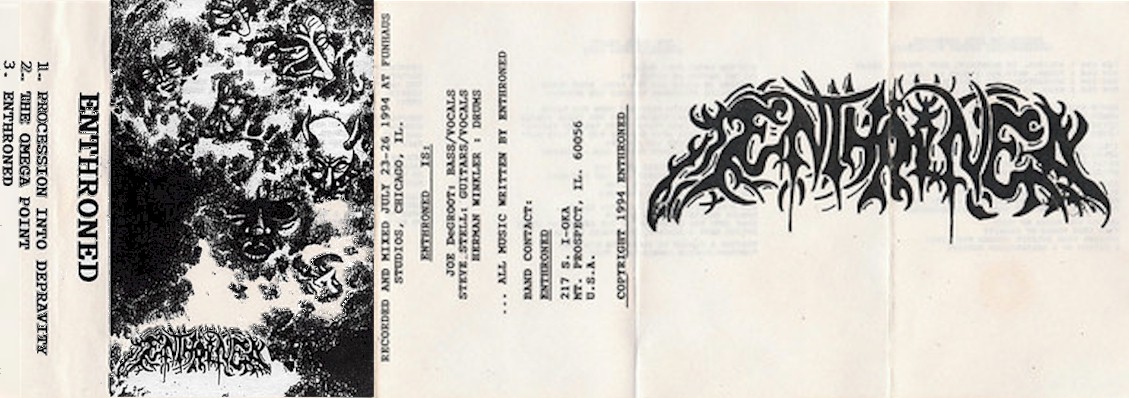 1. PROCESSION INTO DEPRAVITY
2. THE OMEGA POINT
3. ENTHRONED
ENTHRONED
ENTHRONED
RECORDED AND MIXED JULY 23-26 1994 AT FUNHAUS
STUDIOS, CHICAGO, IL.
ENTHRONED IS:
JOE DeGROOT: BASS/VOCALS
STEVE STELL: GUITARS/VOCALS
HERMAN WINKLER : DRUMS
... ALL MUSIC WRITTEN BY ENTHRONED
BAND CONTACT:
ENTHRONED
217 S. I-OKA
MT. PROSPECT, IL. 60056
U.S.A.
COPYRIGHT 1994 ENTHRONED
ENTHRONED